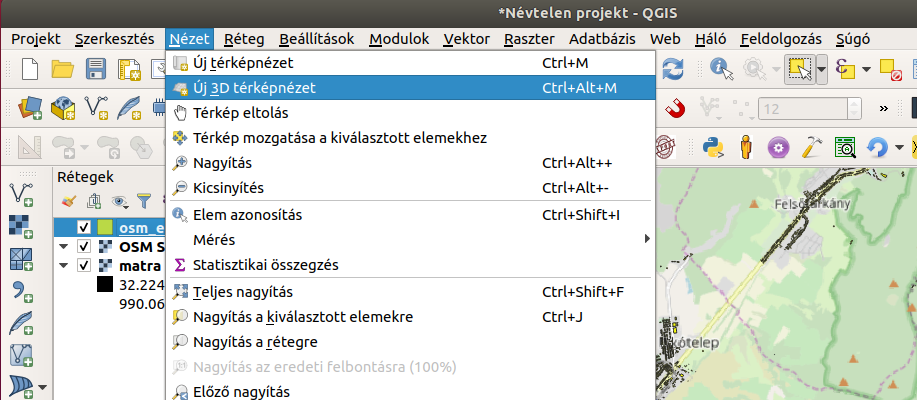 *Névtelen projekt - QGIS
Projekt Szerkesztés Nézet Réteg Beállítások Modulok Vektor Raszter Adatbázis Web Háló Feldolgozás Súgó
Új térképnézet Ctrl+M
Új 3D térképnézet Ctrl+Alt+M
Térkép eltolás
Térkép mozgatása a kiválasztott elemekhez
Nagyítás Ctrl+Alt++
Kicsinyítés Ctrl+Alt+-
Elem azonosítás Ctrl+Shift+I
Mérés
Statisztikai összegzés
Teljes nagyítás Ctrl+Shift+F
Nagyítás a kiválasztott elemekre Ctrl+J
Nagyítás a rétegre
Nagyítás az eredeti felbontásra (100%)
Előző nagyítás
12
»
Rétegek
osm_e
OSM S
matra
32.224
990.06
kótelep